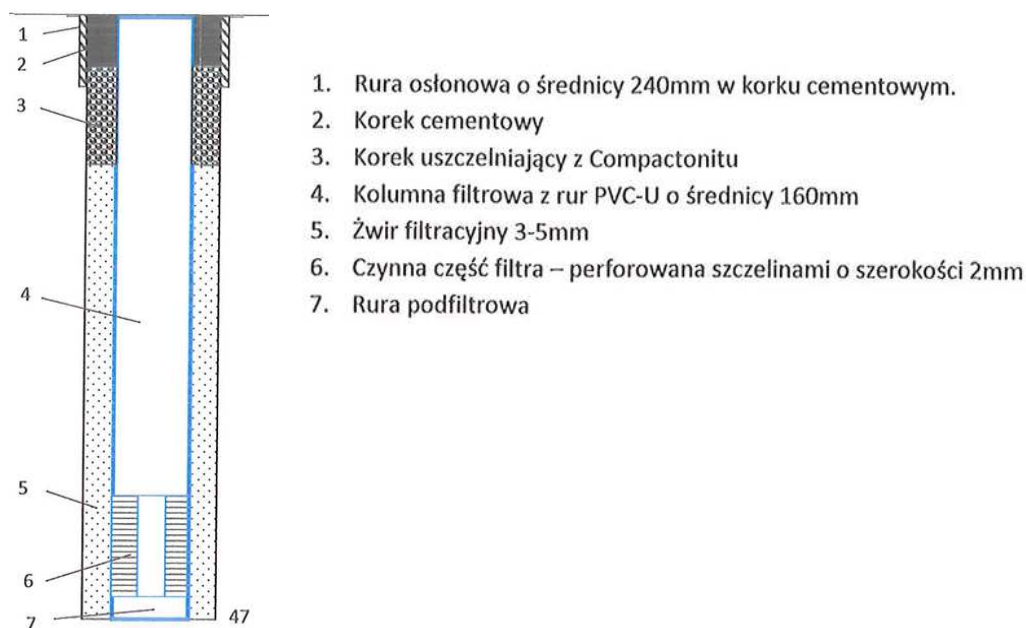 1
2
3
4
5
6
7
47
1. Rura osłonowa o średnicy 240mm w korku cementowym.
2. Korek cementowy
3. Korek uszczelniający z Compactonitu
4. Kolumna filtrowa z rur PVC-U o średnicy 160mm
5. Żwir filtracyjny 3-5mm
6. Czynna część filtra – perforowana szczelinami o szerokości 2mm
7. Rura podfiltrowa